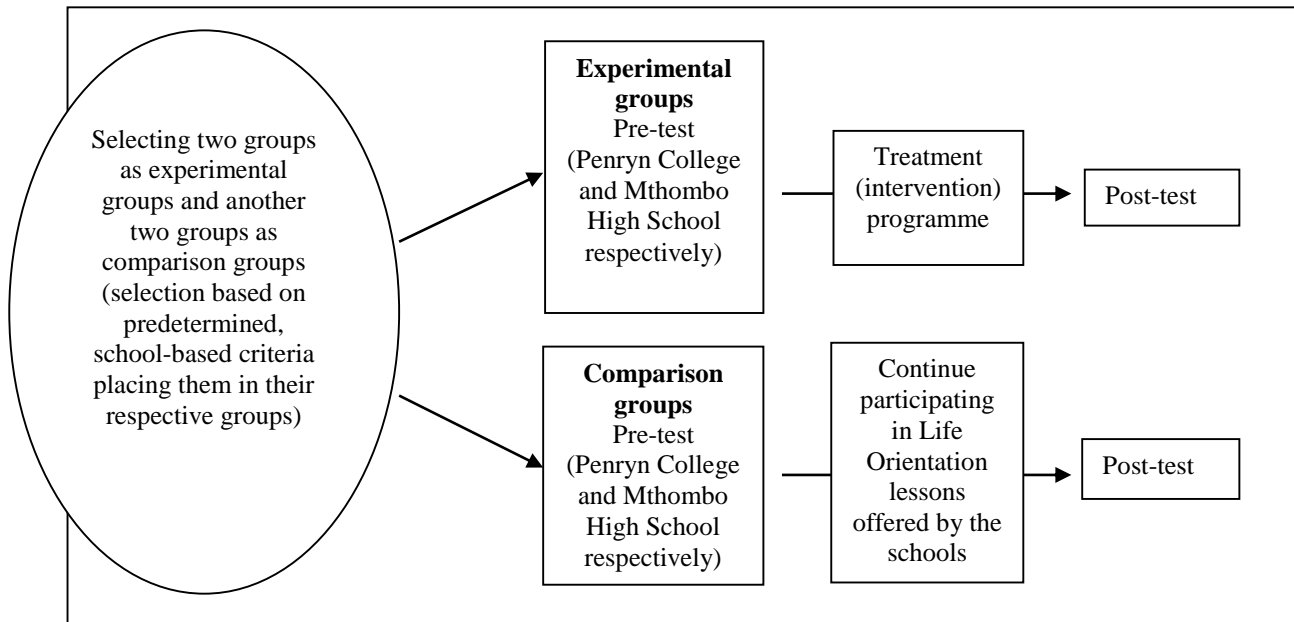 Selecting two groups
as experimental
groups and another
two groups as
comparison groups
(selection based on
predetermined,
school-based criteria
placing them in their
respective groups)
Experimental
groups
Pre-test
(Penryn College
and Mthombo
High School
respectively)
Treatment
(intervention)
programme
Post-test
Comparison
groups
Pre-test
(Penryn College
and Mthombo
High School
respectively)
Continue
participating
in Life
Orientation
lessons
offered by the
schools
Post-test